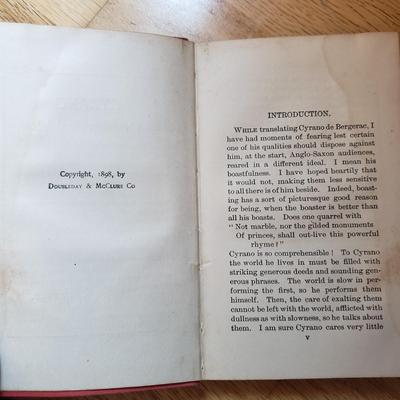 Copyright, 1898, by
DOUBLEDAY & MCCLURE CO
INTRODUCTION.
WHILE translating Cyrano de Bergerac, I
have had moments of fearing lest certain
one of his qualities should dispose against
him, at the start, Anglo-Saxon audiences,
reared in a different ideal. I mean his
boastfulness. I have hoped heartily that
it would not, making them less sensitive
to all there is of him beside. Indeed, boast-
ing has a sort of picturesque good reason
for being, when the boaster is better than
all his boasts. Does one quarrel with
" Not marble, nor the gilded monuments
Of princes, shall out-live this powerful
rhyme ? "
Cyrano is so comprehensible ! To Cyrano
the world he lives in must be filled with
striking generous deeds and sounding gen-
erous phrases. The world is slow in per-
forming the first, so he performs them
himself. Then, the care of exalting them
cannot be left with the world, afflicted with
dullness as with slowness, so he talks about
them. I am sure Cyrano cares very little
v